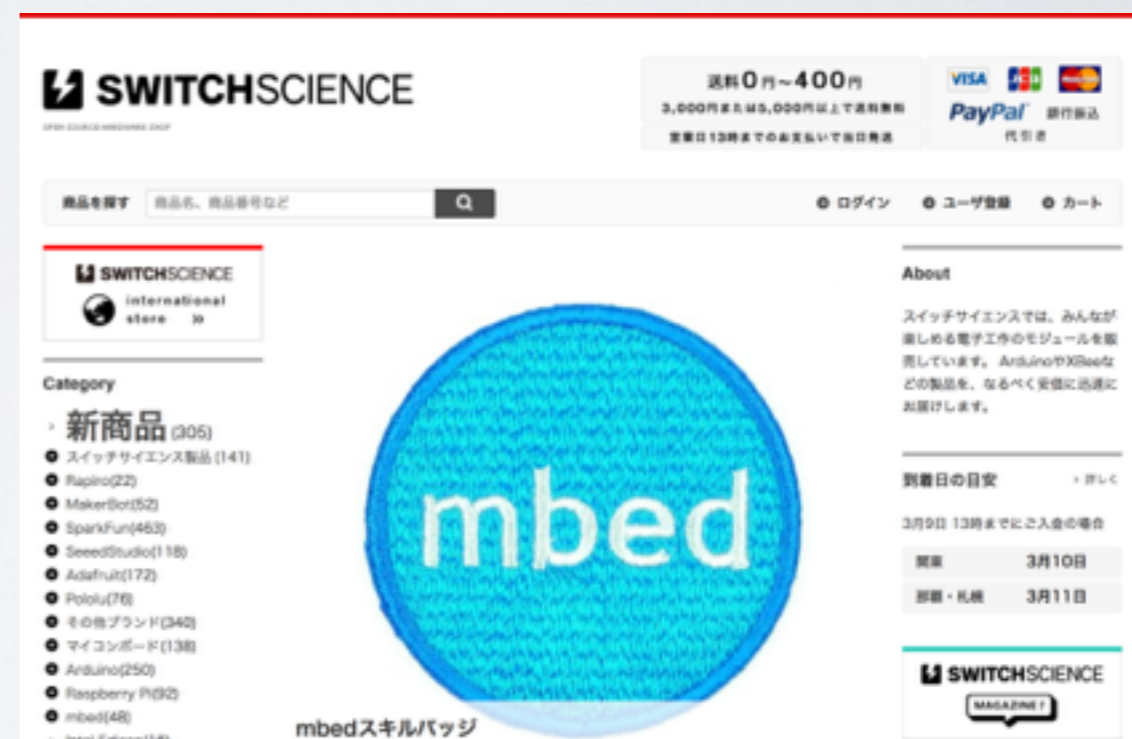 SWITCHSCIENCE
OPEN SOURCE HARDWARE SHOP
送料0円~400円
3,000円または5,000円以上で送料無料
営業日13時までのお支払いで当日発送
VISA JCB MasterCard
PayPal 銀行振込
代引き
商品を探す 商品名、商品番号など
ログイン ユーザ登録 カート
SWITCHSCIENCE
international
store »
Category
新商品 (305)
スイッチサイエンス製品 (141)
Rapiro(22)
MakerBot(52)
SparkFun(463)
SeeedStudio(118)
Adafruit(172)
Pololu(76)
その他ブランド(340)
マイコンボード(138)
Arduino(250)
Raspberry Pi(92)
mbed(48)
mbed
mbedスキルバッジ
About
スイッチサイエンスでは、みんなが
楽しめる電子工作のモジュールを販
売しています。 ArduinoやXBeeな
どの製品を、なるべく安価に迅速に
お届けします。
到着日の目安 詳しく
3月9日 13時までにご入金の場合
関東 3月10日
那覇・札幌 3月11日
SWITCHSCIENCE
MAGAZINE!